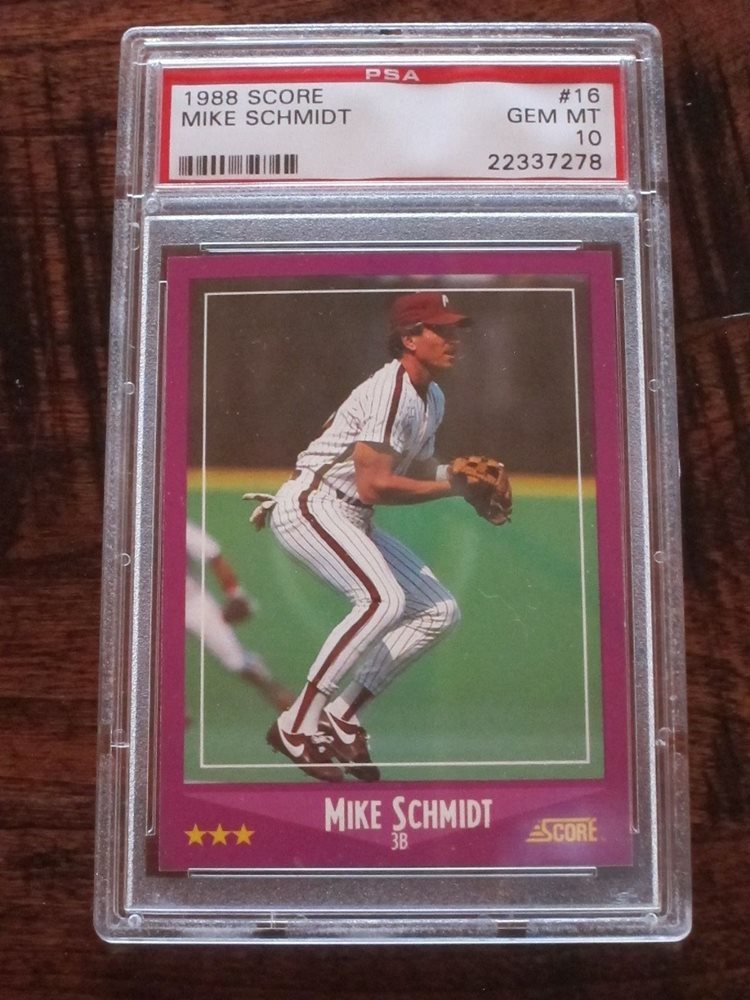 PSA
1988 SCORE #16
MIKE SCHMIDT GEM MT
10
22337278
P
MIKE SCHMIDT
3B
SCORE